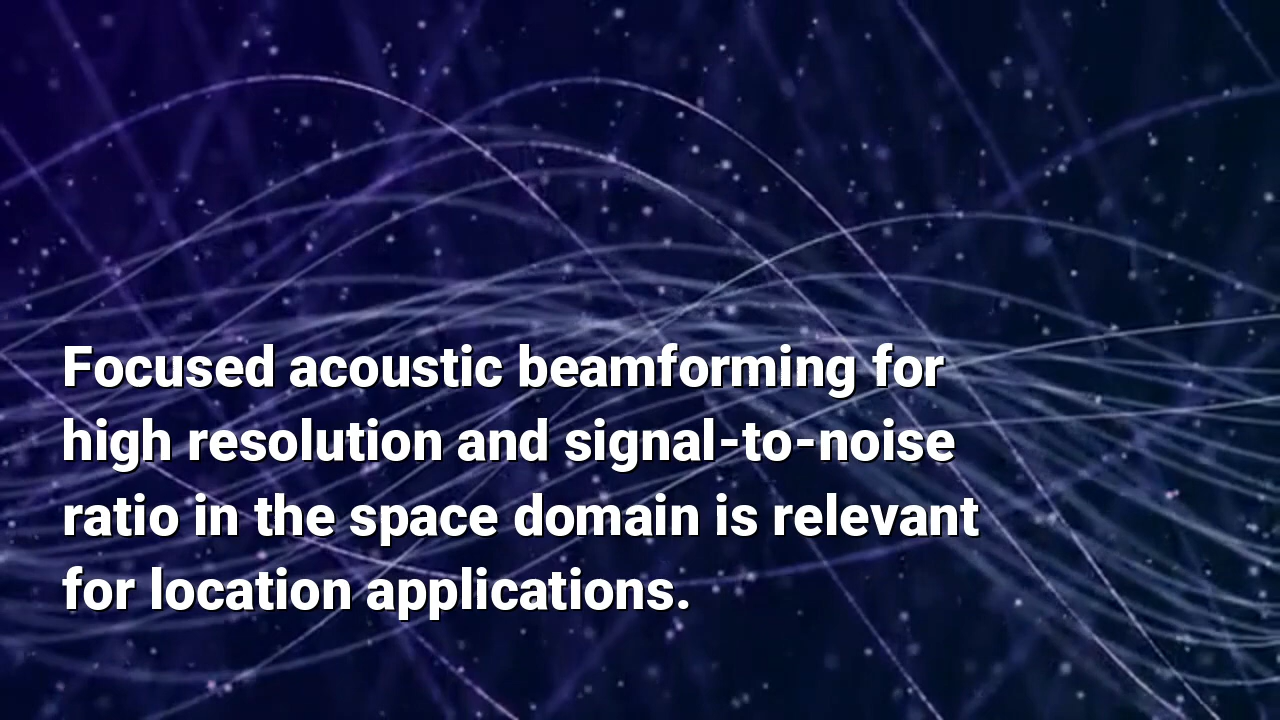 Focused acoustic beamforming for
high resolution and signal-to-noise
ratio in the space domain is relevant
for location applications.